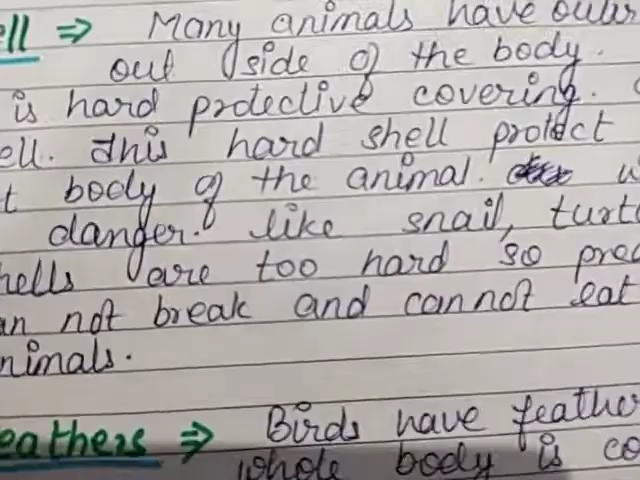 ell ⇒ Many animals have outer
out side of the body.
is hard protective covering.
ell. This hard shell protect
t body of the animal.
danger. like snail, turt
hells are too hard so pred
an not break and cannot eat
nimals.
eathers ⇒ Birds have feathe
whole body is co